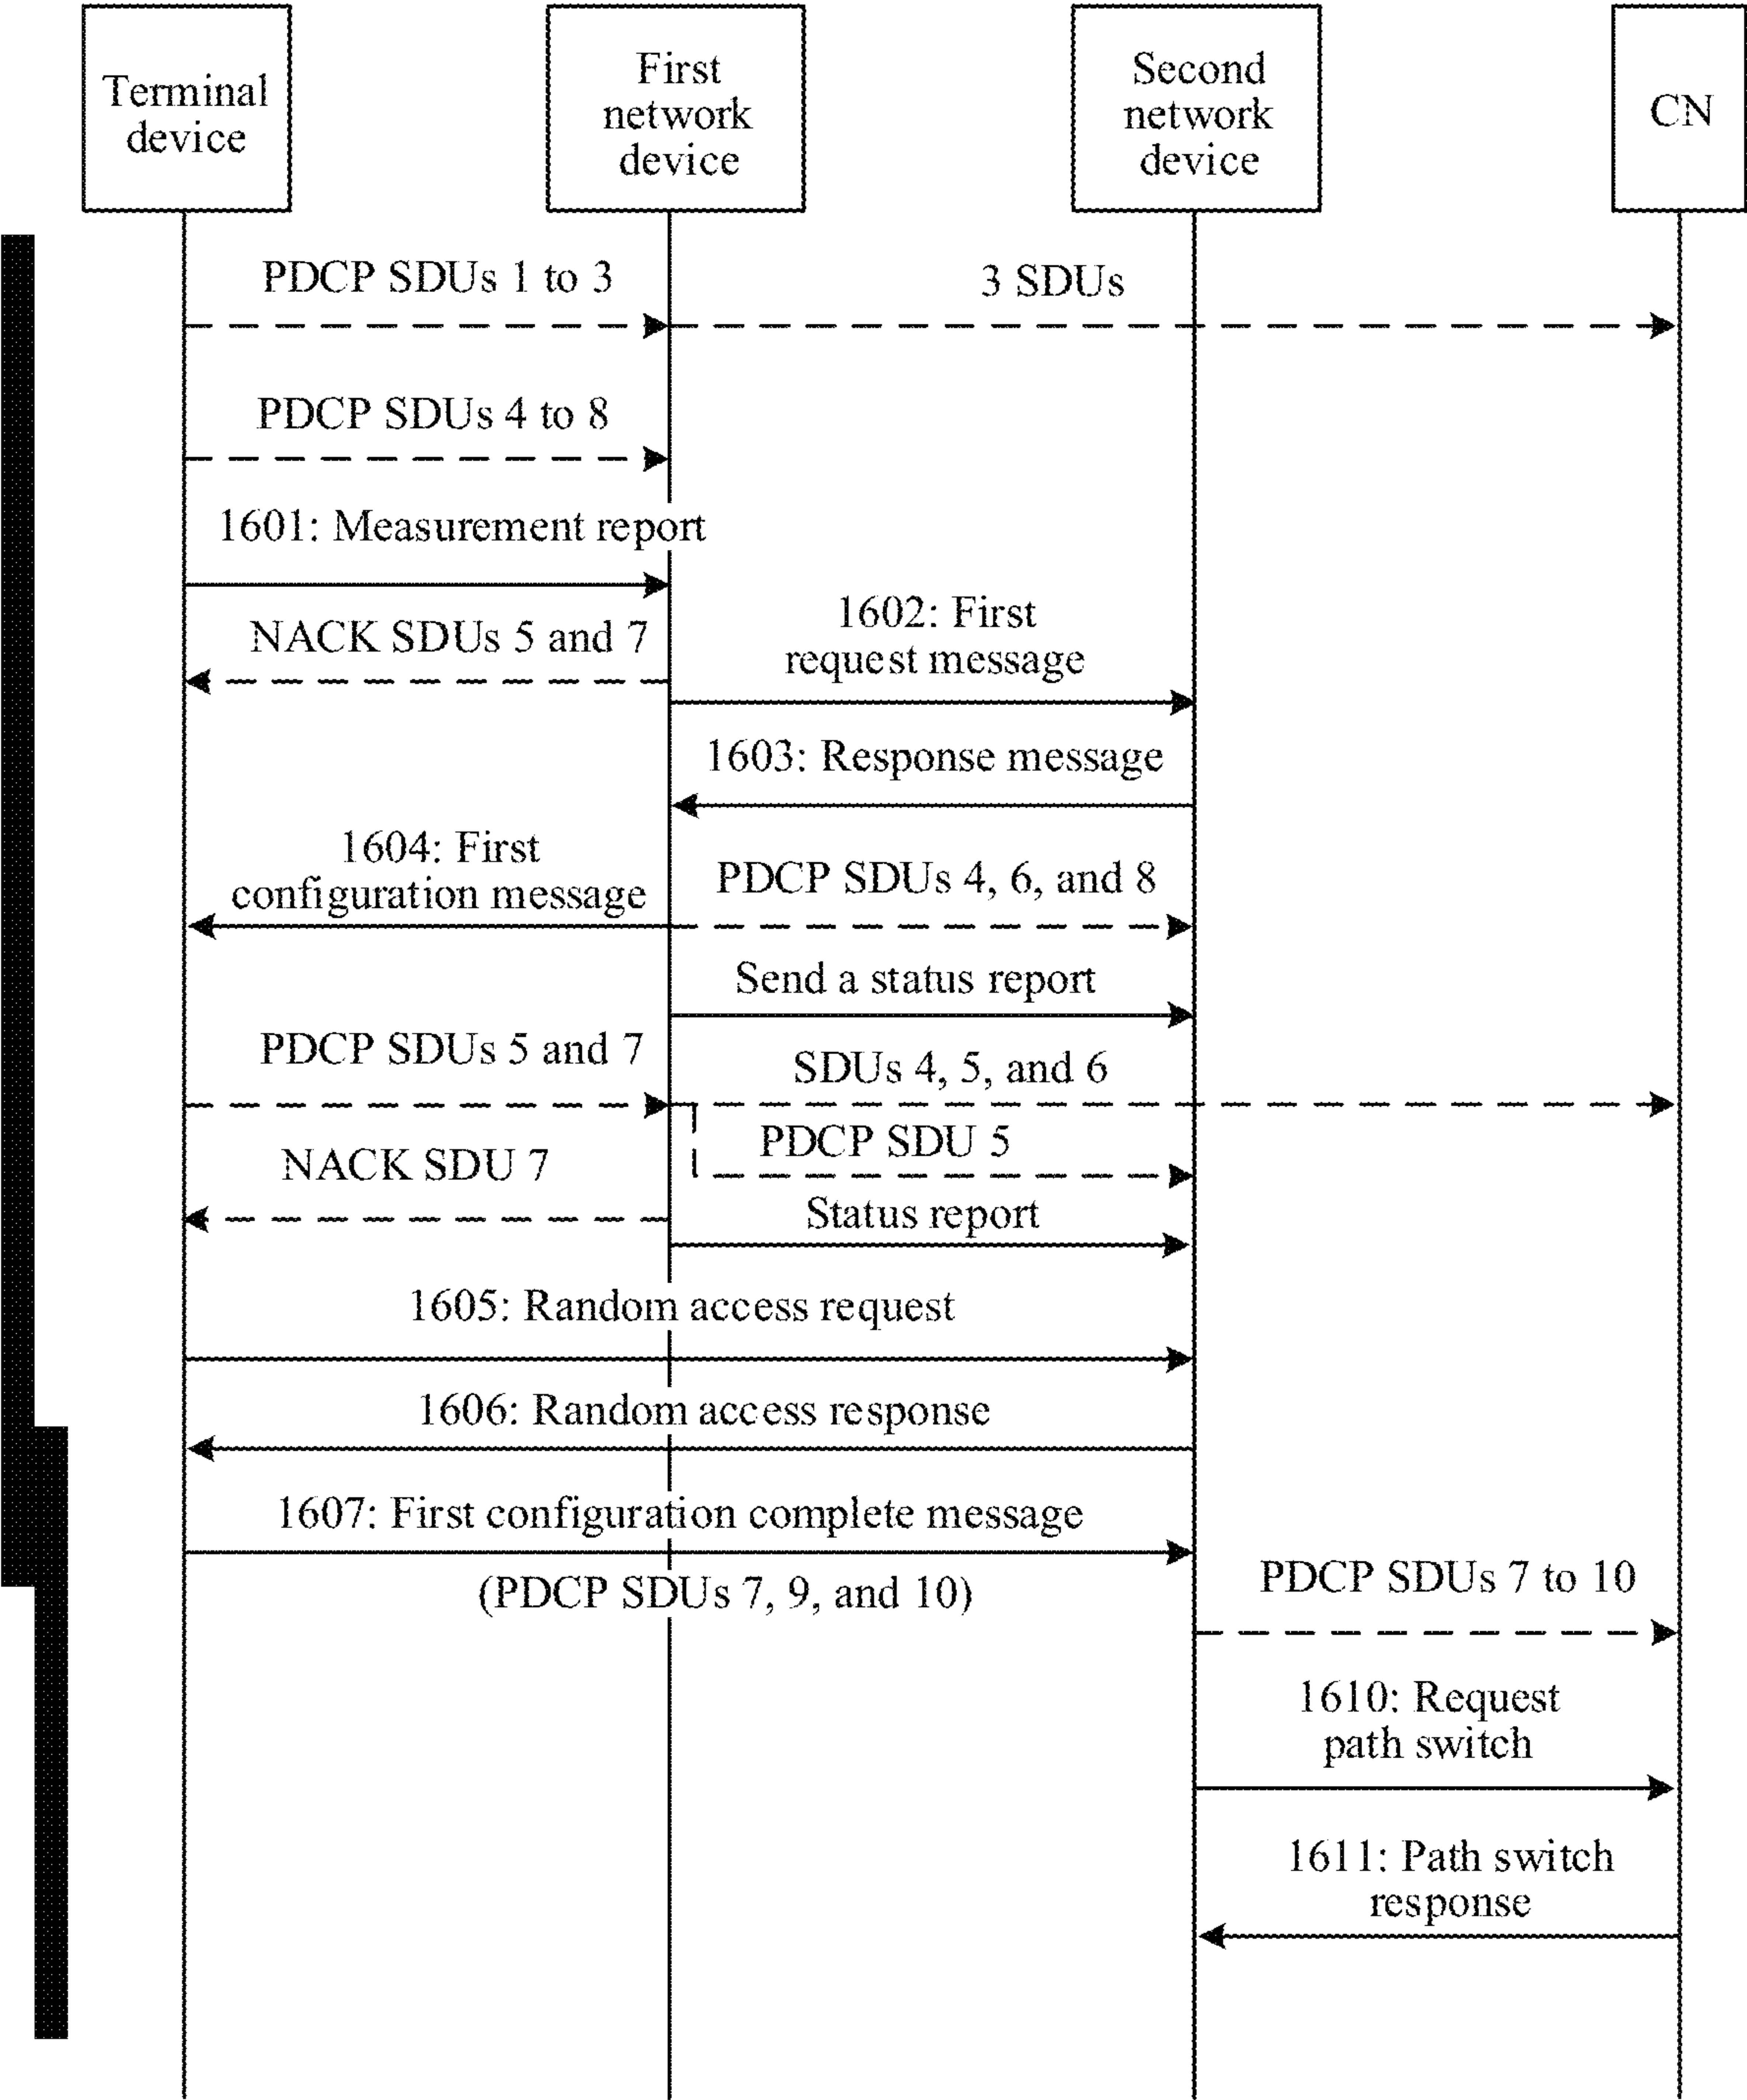 Terminal
device
First
network
device
Second
network
device
CN
PDCP SDUs 1 to 3
3 SDUs
PDCP SDUs 4 to 8
1601: Measurement report
NACK SDUs 5 and 7
1602: First
request message
1603: Response message
1604: First
configuration message
PDCP SDUs 4, 6, and 8
Send a status report
PDCP SDUs 5 and 7
SDUs 4, 5, and 6
PDCP SDU 5
NACK SDU 7
Status report
1605: Random access request
1606: Random access response
1607: First configuration complete message
(PDCP SDUs 7, 9, and 10)
PDCP SDUs 7 to 10
1610: Request
path switch
1611: Path switch
response